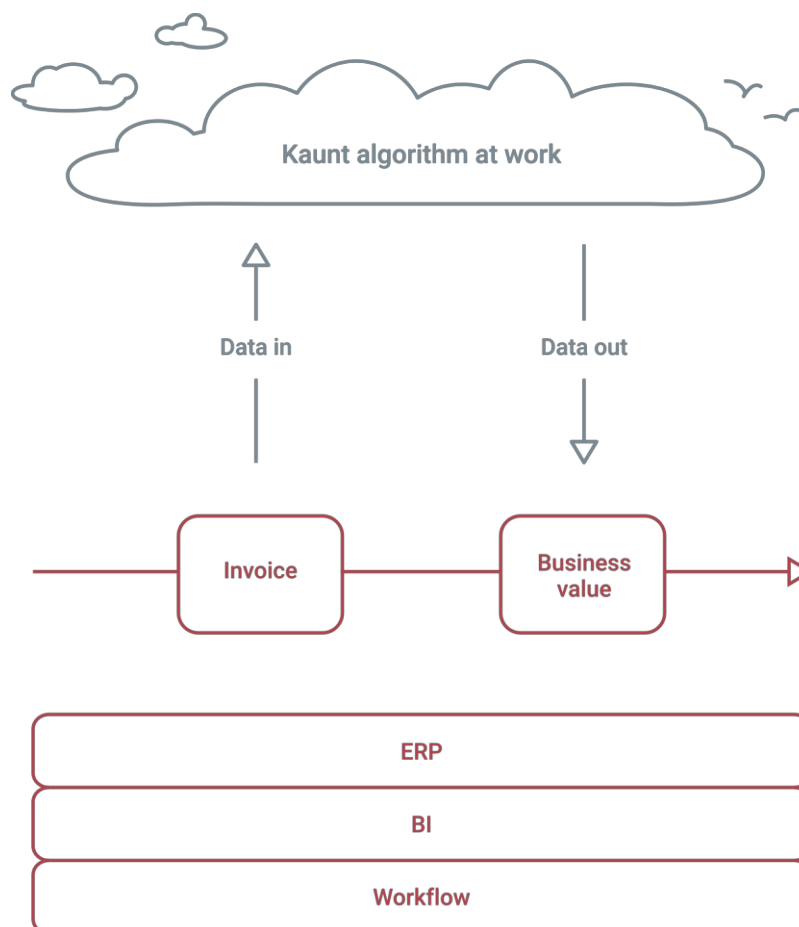 Kaunt algorithm at work
Data in
Data out
Invoice
Business
value
ERP
BI
Workflow